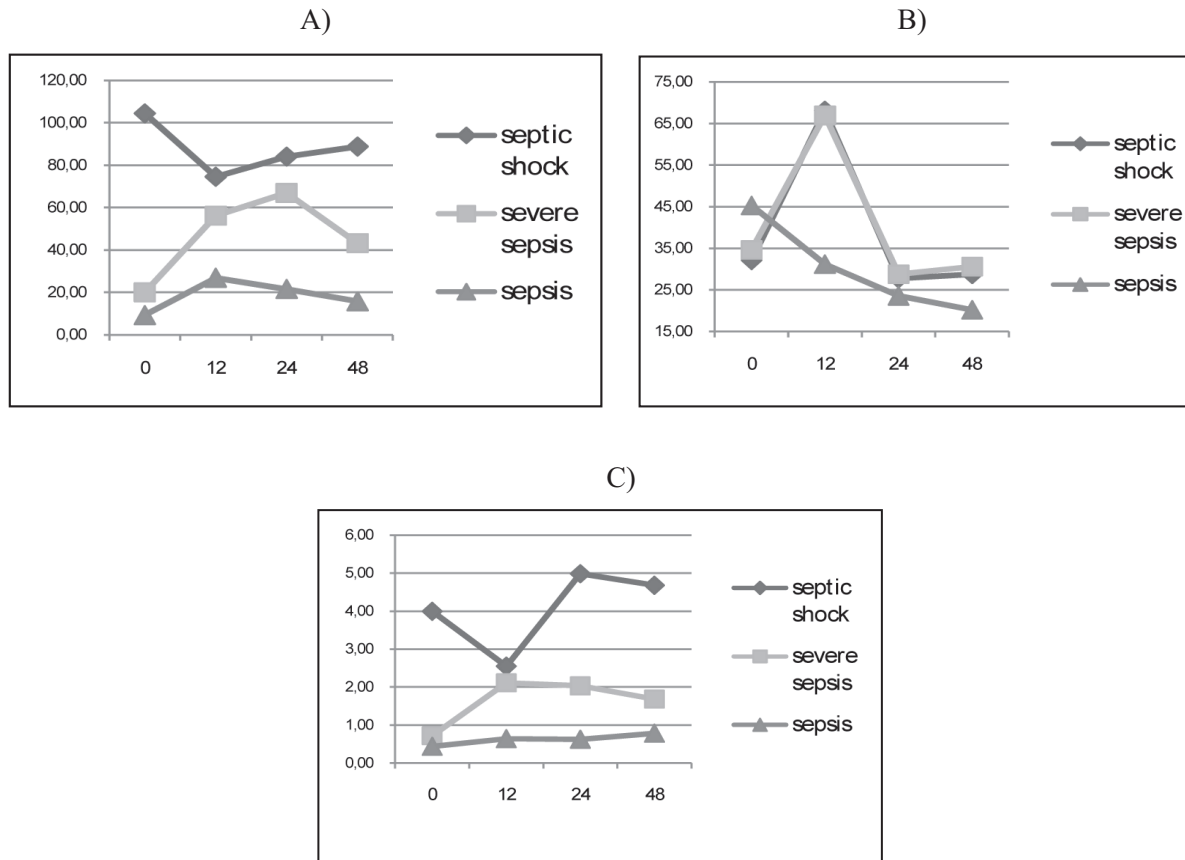 A)
120,00
100,00
80,00
60,00
40,00
20,00
0,00
0 12 24 48
septic
shock
severe
sepsis
sepsis
B)
75,00
65,00
55,00
45,00
35,00
25,00
15,00
0 12 24 48
septic
shock
severe
sepsis
sepsis
C)
6,00
5,00
4,00
3,00
2,00
1,00
0,00
0 12 24 48
septic
shock
severe
sepsis
sepsis